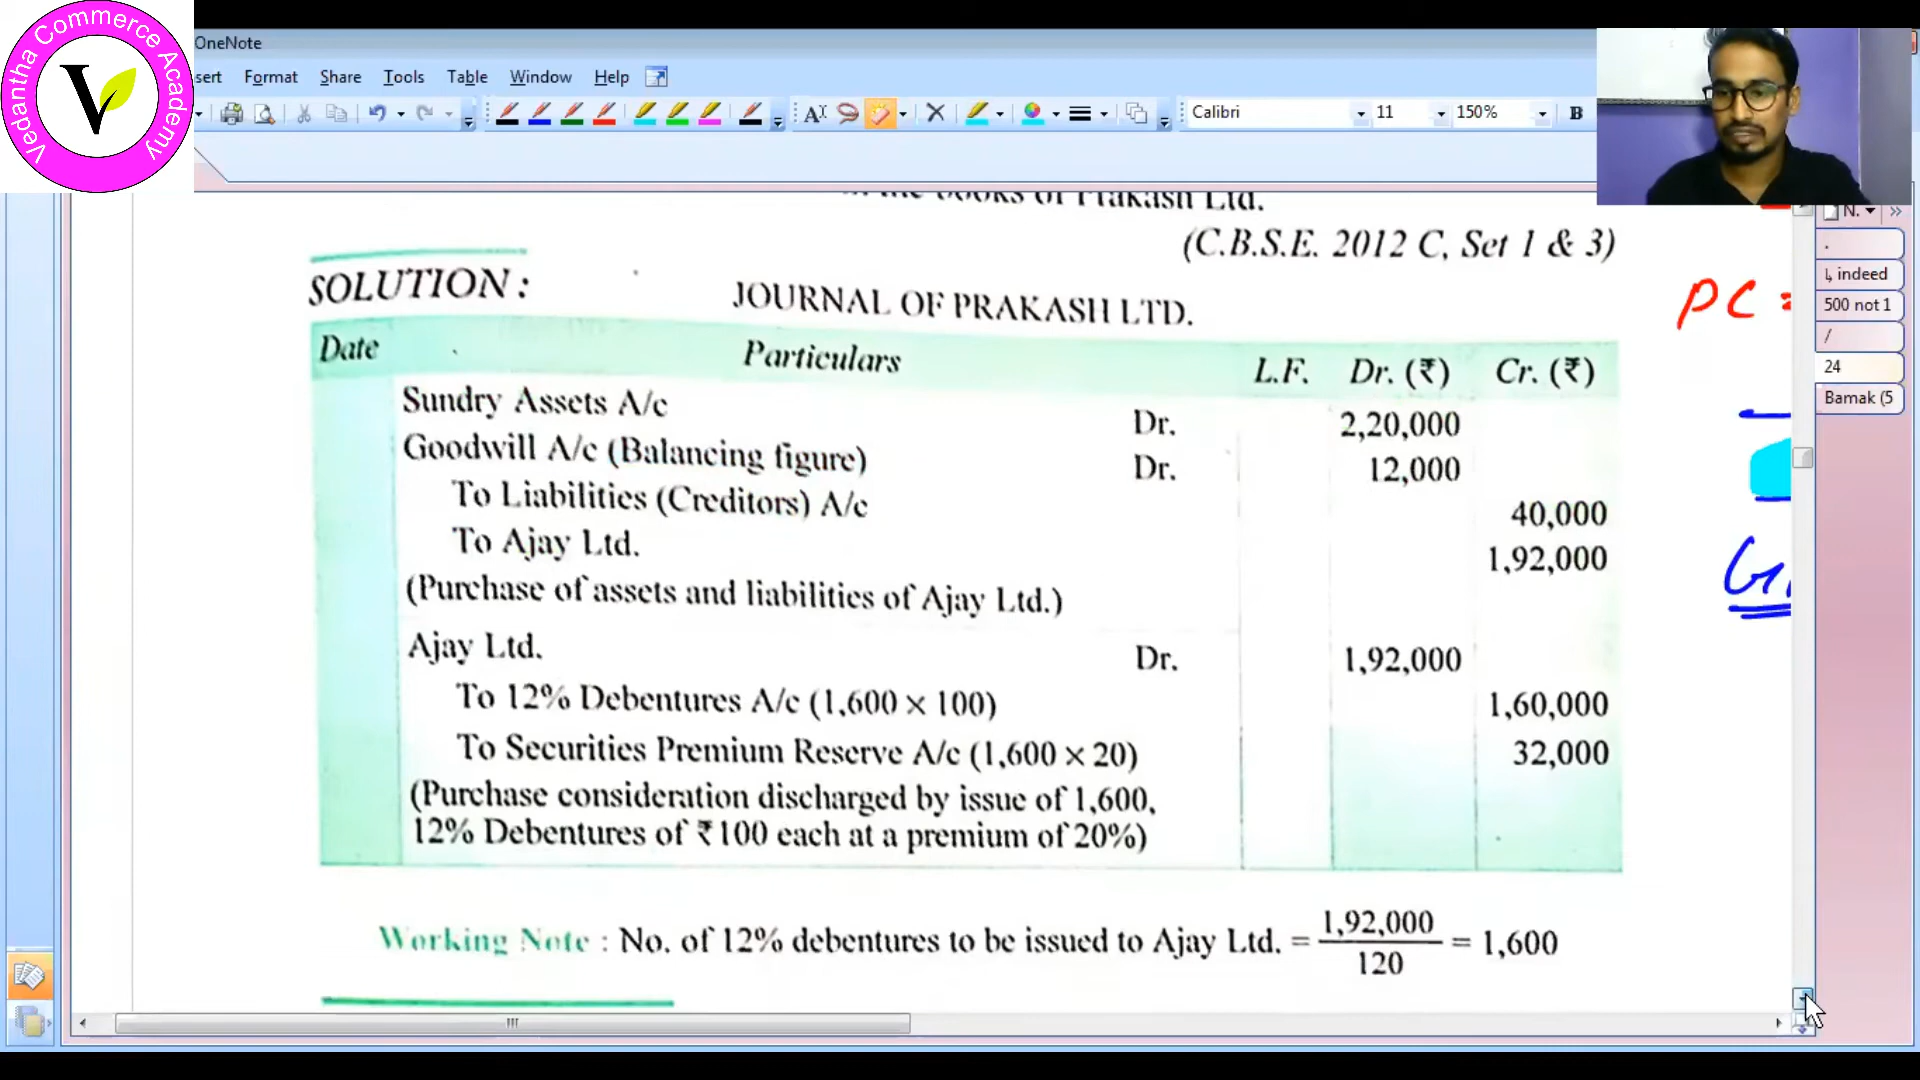 Vedantha Commerce Academy
V
OneNote
sert Format Share Tools Table Window Help
Calibri 11 150% B
N.
.
↳ indeed
500 not 1
/
24
Bamak (5
In the books of Prakash Ltd.
(C.B.S.E. 2012 C, Set 1 & 3)
SOLUTION :
JOURNAL OF PRAKASH LTD.
PC =
Date Particulars L.F. Dr. (₹) Cr. (₹)
Sundry Assets A/c Dr. 2,20,000
Goodwill A/c (Balancing figure) Dr. 12,000
To Liabilities (Creditors) A/c 40,000
To Ajay Ltd. 1,92,000
(Purchase of assets and liabilities of Ajay Ltd.)
Ajay Ltd. Dr. 1,92,000
To 12% Debentures A/c (1,600 × 100) 1,60,000
To Securities Premium Reserve A/c (1,600 × 20) 32,000
(Purchase consideration discharged by issue of 1,600,
12% Debentures of ₹100 each at a premium of 20%)
Working Note : No. of 12% debentures to be issued to Ajay Ltd. = 1,92,000 / 120 = 1,600